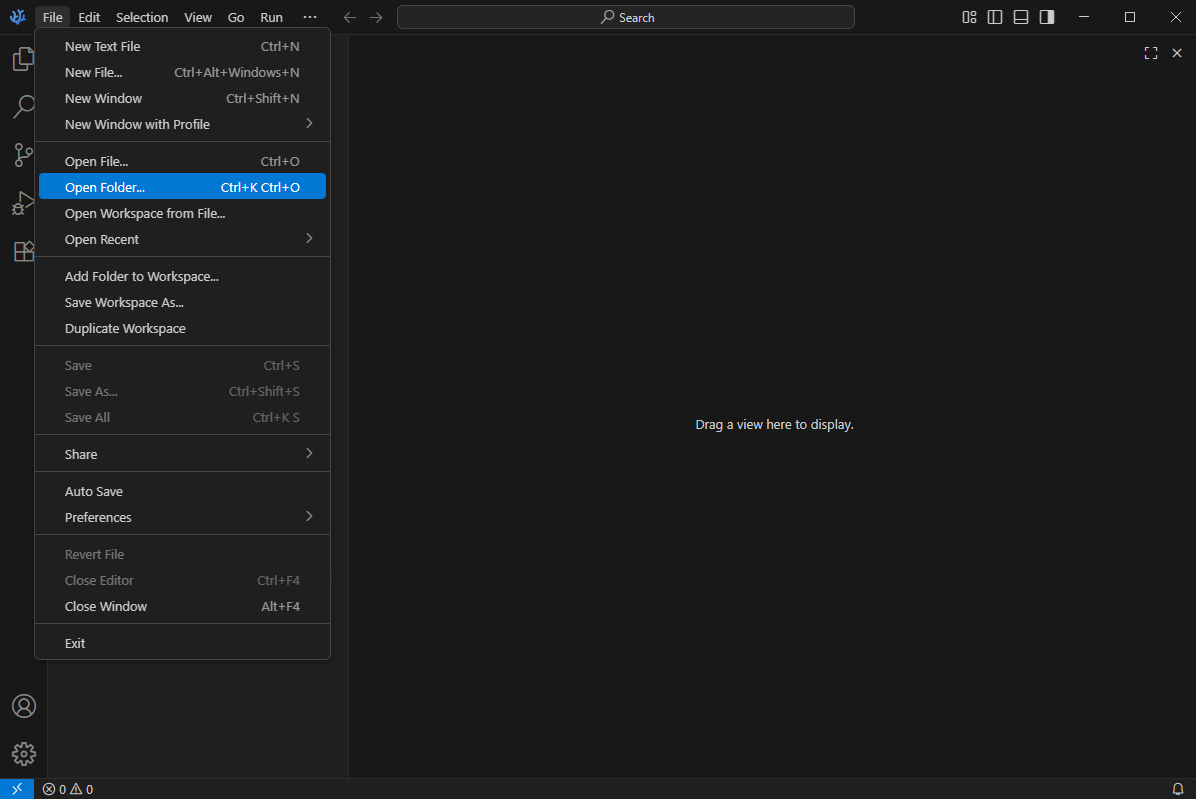 File Edit Selection View Go Run ··· Search
New Text File Ctrl+N
New File... Ctrl+Alt+Windows+N
New Window Ctrl+Shift+N
New Window with Profile
Open File... Ctrl+O
Open Folder... Ctrl+K Ctrl+O
Open Workspace from File...
Open Recent
Add Folder to Workspace...
Save Workspace As...
Duplicate Workspace
Save Ctrl+S
Save As... Ctrl+Shift+S
Save All Ctrl+K S
Share
Auto Save
Preferences
Revert File
Close Editor Ctrl+F4
Close Window Alt+F4
Exit
Drag a view here to display.
0 0